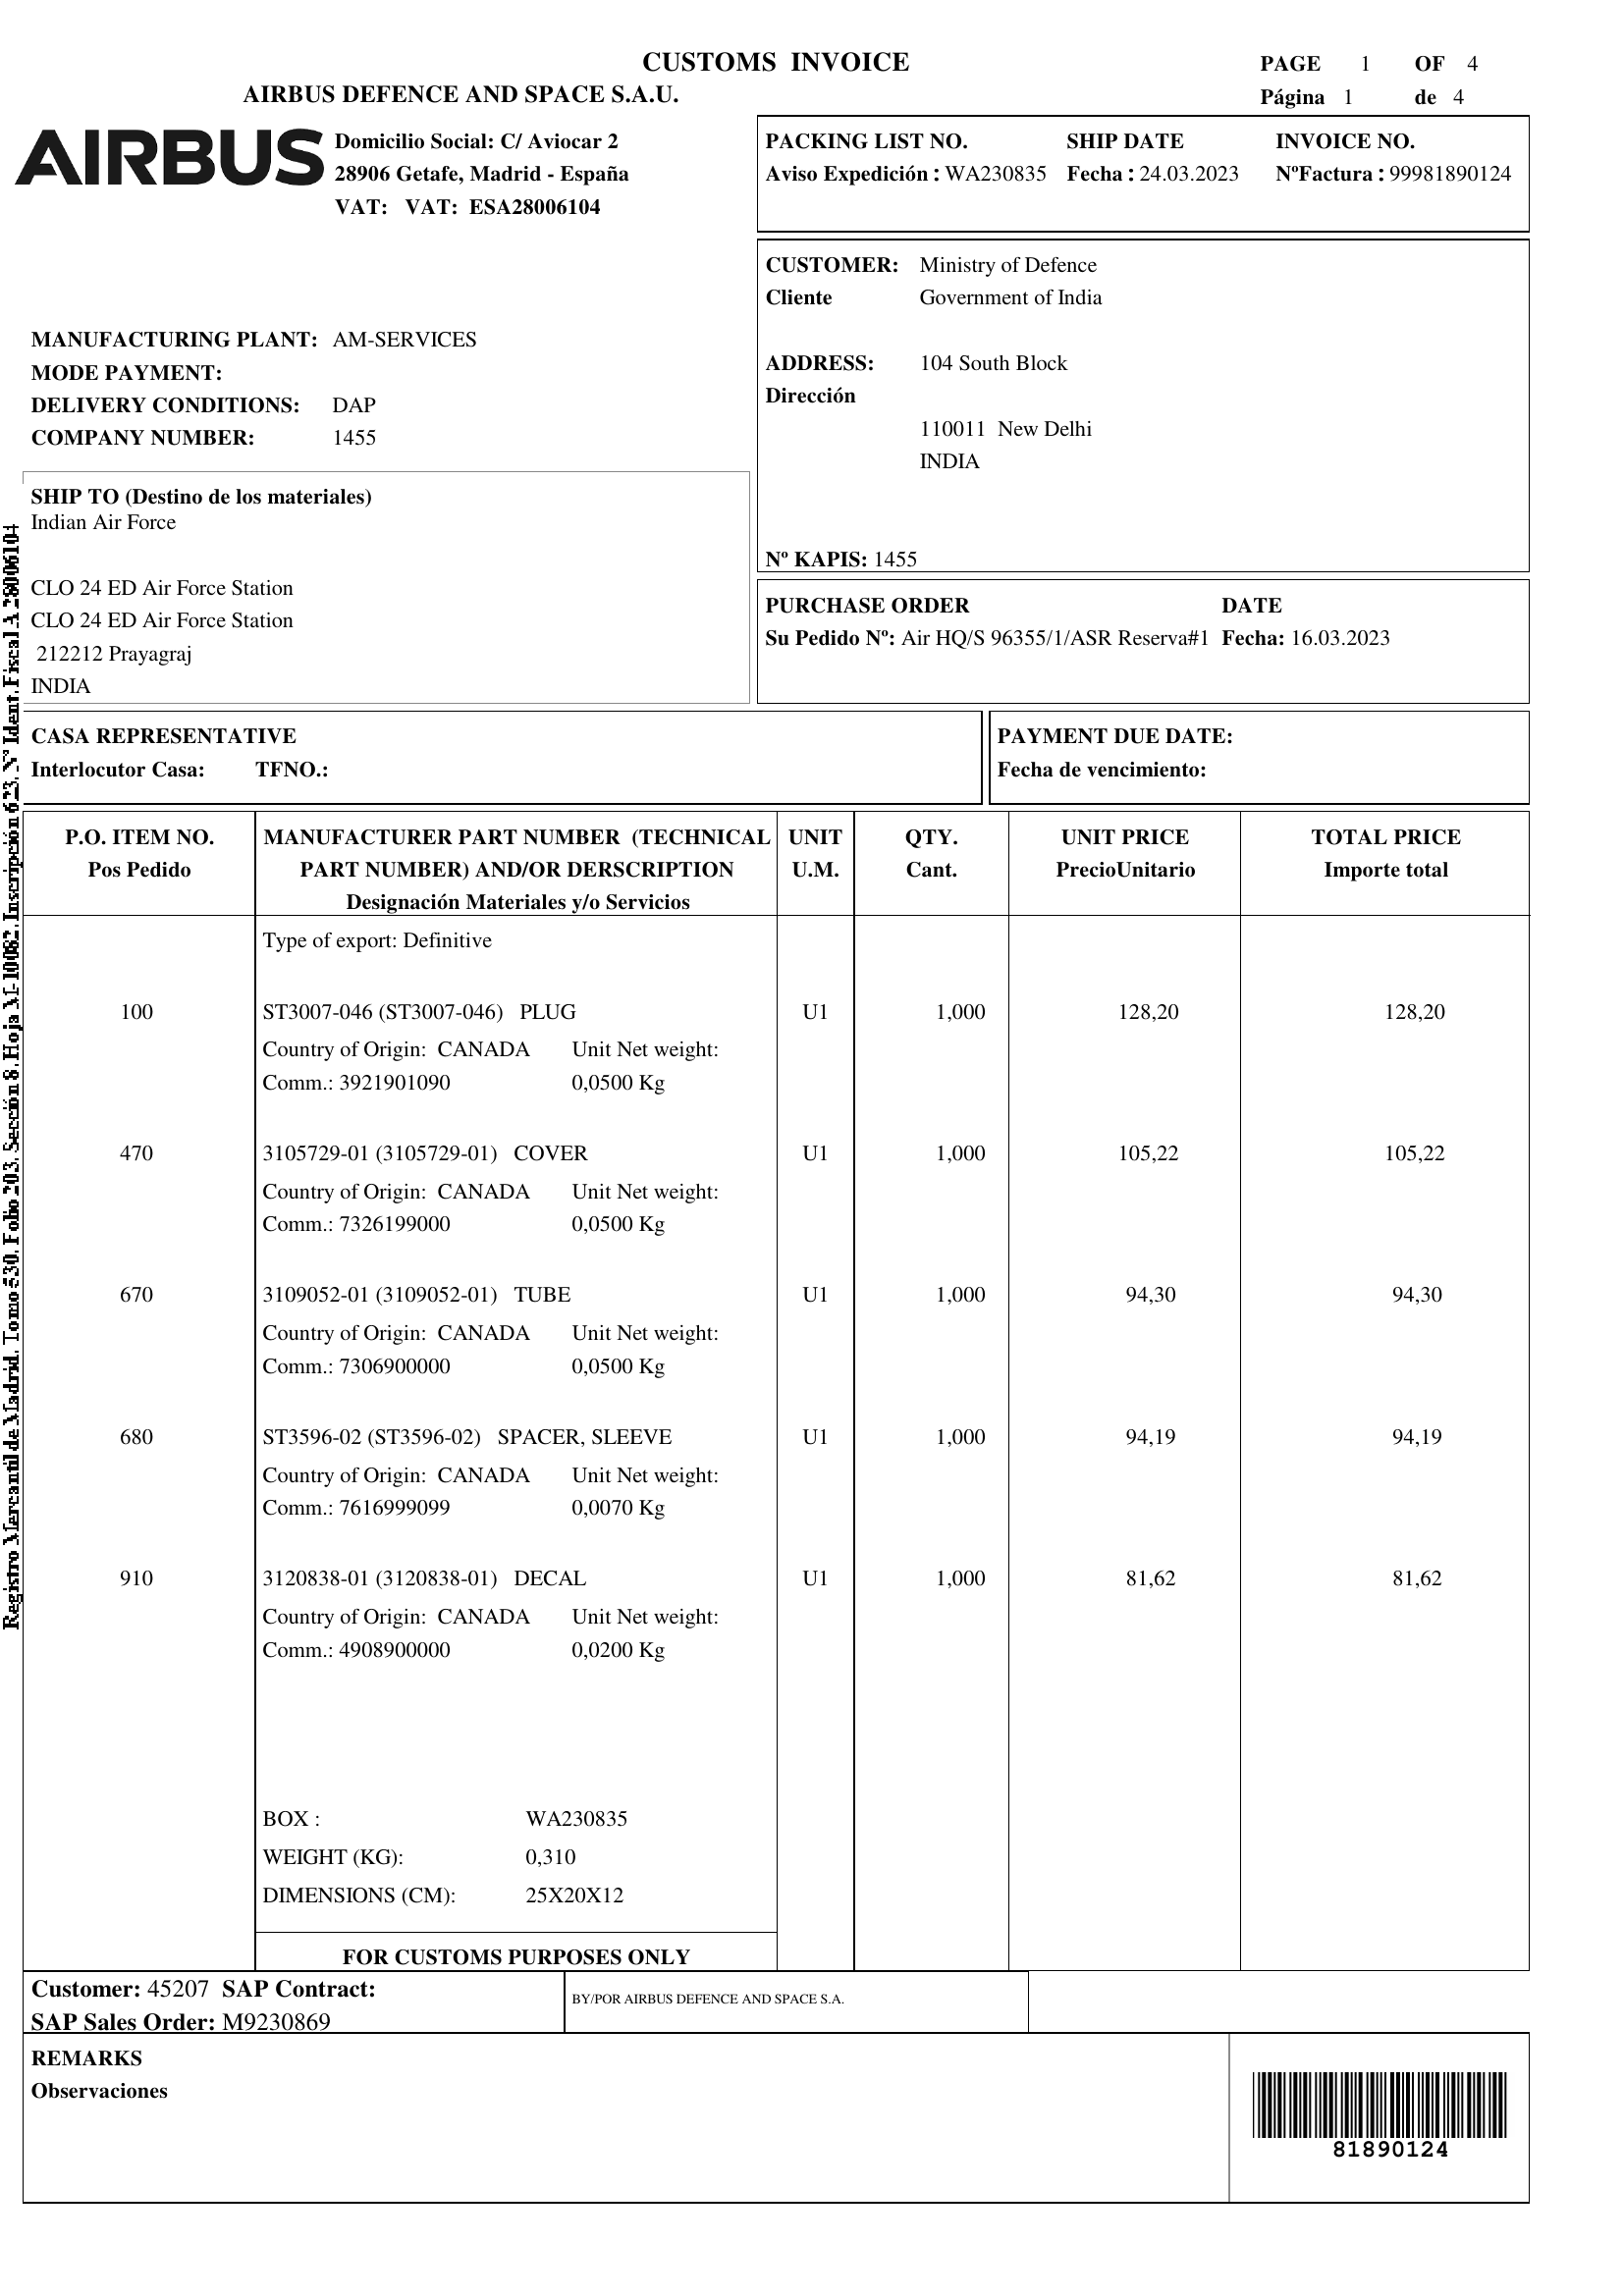 CUSTOMS INVOICE
PAGE 1 OF 4
AIRBUS DEFENCE AND SPACE S.A.U.
Página 1 de 4
AIRBUS
Domicilio Social: C/ Aviocar 2
28906 Getafe, Madrid - España
VAT: VAT: ESA28006104
PACKING LIST NO. SHIP DATE INVOICE NO.
Aviso Expedición : WA230835 Fecha : 24.03.2023 NºFactura : 99981890124
CUSTOMER: Ministry of Defence
Cliente Government of India
ADDRESS: 104 South Block
Dirección
110011 New Delhi
INDIA
Nº KAPIS: 1455
MANUFACTURING PLANT: AM-SERVICES
MODE PAYMENT:
DELIVERY CONDITIONS: DAP
COMPANY NUMBER: 1455
SHIP TO (Destino de los materiales)
Indian Air Force
CLO 24 ED Air Force Station
CLO 24 ED Air Force Station
212212 Prayagraj
INDIA
PURCHASE ORDER DATE
Su Pedido Nº: Air HQ/S 96355/1/ASR Reserva#1 Fecha: 16.03.2023
CASA REPRESENTATIVE
Interlocutor Casa: TFNO.:
PAYMENT DUE DATE:
Fecha de vencimiento:
P.O. ITEM NO. MANUFACTURER PART NUMBER (TECHNICAL UNIT QTY. UNIT PRICE TOTAL PRICE
Pos Pedido PART NUMBER) AND/OR DERSCRIPTION U.M. Cant. PrecioUnitario Importe total
Designación Materiales y/o Servicios
Type of export: Definitive
100 ST3007-046 (ST3007-046) PLUG U1 1,000 128,20 128,20
Country of Origin: CANADA Unit Net weight:
Comm.: 3921901090 0,0500 Kg
470 3105729-01 (3105729-01) COVER U1 1,000 105,22 105,22
Country of Origin: CANADA Unit Net weight:
Comm.: 7326199000 0,0500 Kg
670 3109052-01 (3109052-01) TUBE U1 1,000 94,30 94,30
Country of Origin: CANADA Unit Net weight:
Comm.: 7306900000 0,0500 Kg
680 ST3596-02 (ST3596-02) SPACER, SLEEVE U1 1,000 94,19 94,19
Country of Origin: CANADA Unit Net weight:
Comm.: 7616999099 0,0070 Kg
910 3120838-01 (3120838-01) DECAL U1 1,000 81,62 81,62
Country of Origin: CANADA Unit Net weight:
Comm.: 4908900000 0,0200 Kg
BOX : WA230835
WEIGHT (KG): 0,310
DIMENSIONS (CM): 25X20X12
FOR CUSTOMS PURPOSES ONLY
Customer: 45207 SAP Contract:
SAP Sales Order: M9230869
BY/POR AIRBUS DEFENCE AND SPACE S.A.
REMARKS
Observaciones
81890124
Registro Mercantil de Madrid, Tomo 530, Folio 203, Sección 8, Hoja M-10082, Inscripción 623, Nº Ident. Fiscal A 28006104